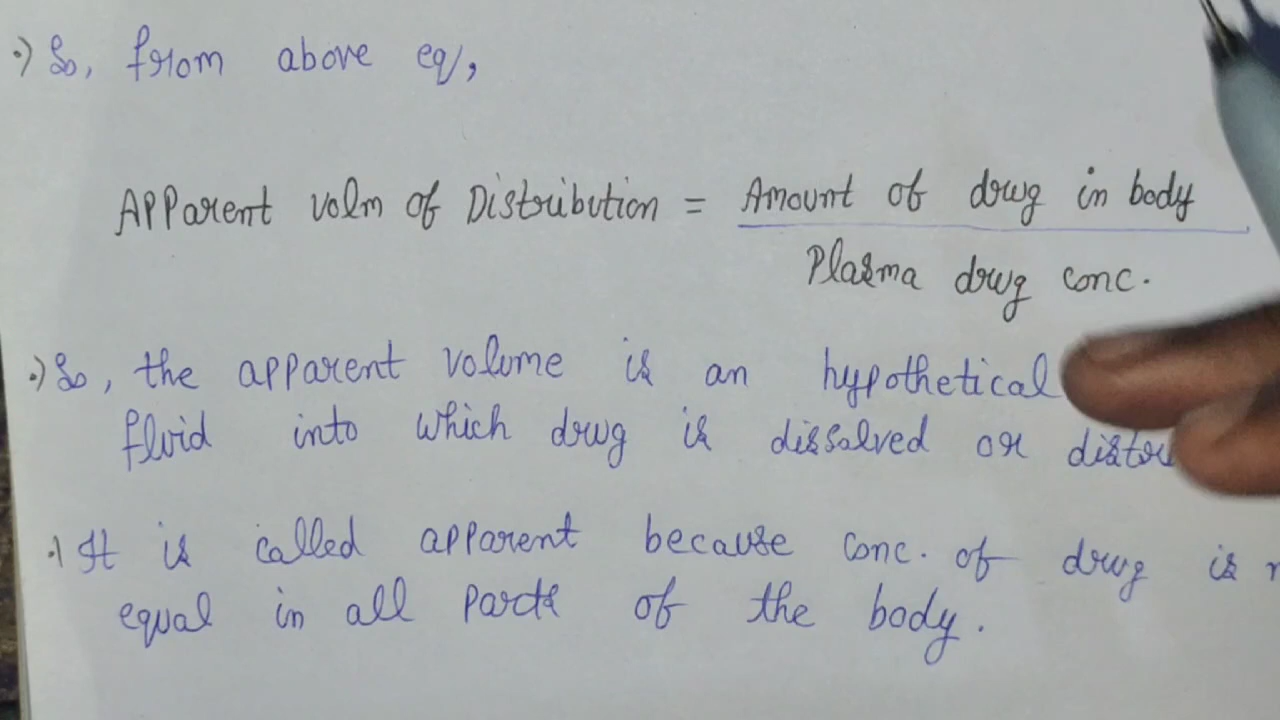 •) So, from above eq,
Apparent volm of Distribution = Amount of drug in body
Plasma drug conc.
•) So, the apparent volume is an hypothetical
fluid into which drug is dissolved or
•) It is called apparent because conc. of drug is
equal in all parts of the body.